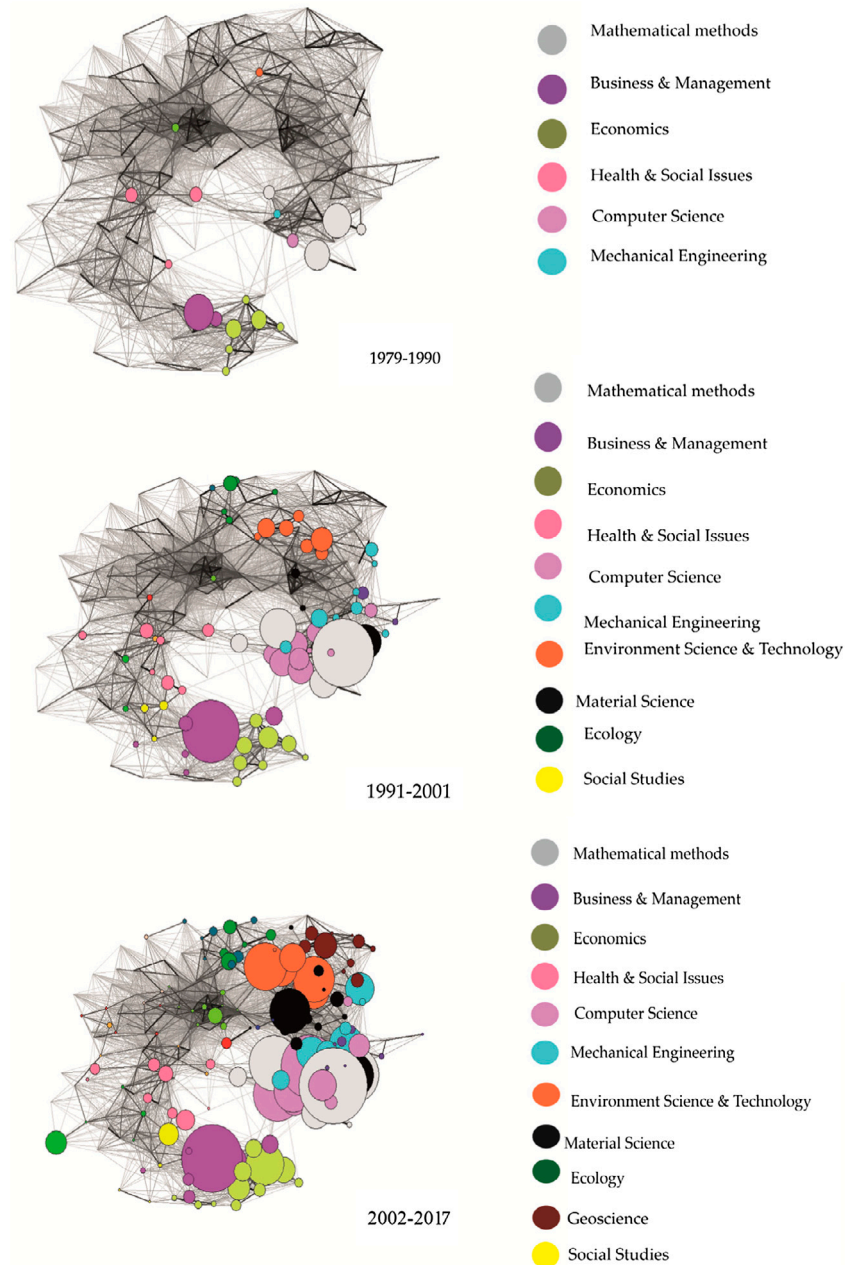 Mathematical methods
Business & Management
Economics
Health & Social Issues
Computer Science
Mechanical Engineering
1979-1990
Mathematical methods
Business & Management
Economics
Health & Social Issues
Computer Science
Mechanical Engineering
Environment Science & Technology
Material Science
Ecology
Social Studies
1991-2001
Mathematical methods
Business & Management
Economics
Health & Social Issues
Computer Science
Mechanical Engineering
Environment Science & Technology
Material Science
Ecology
Geoscience
Social Studies
2002-2017